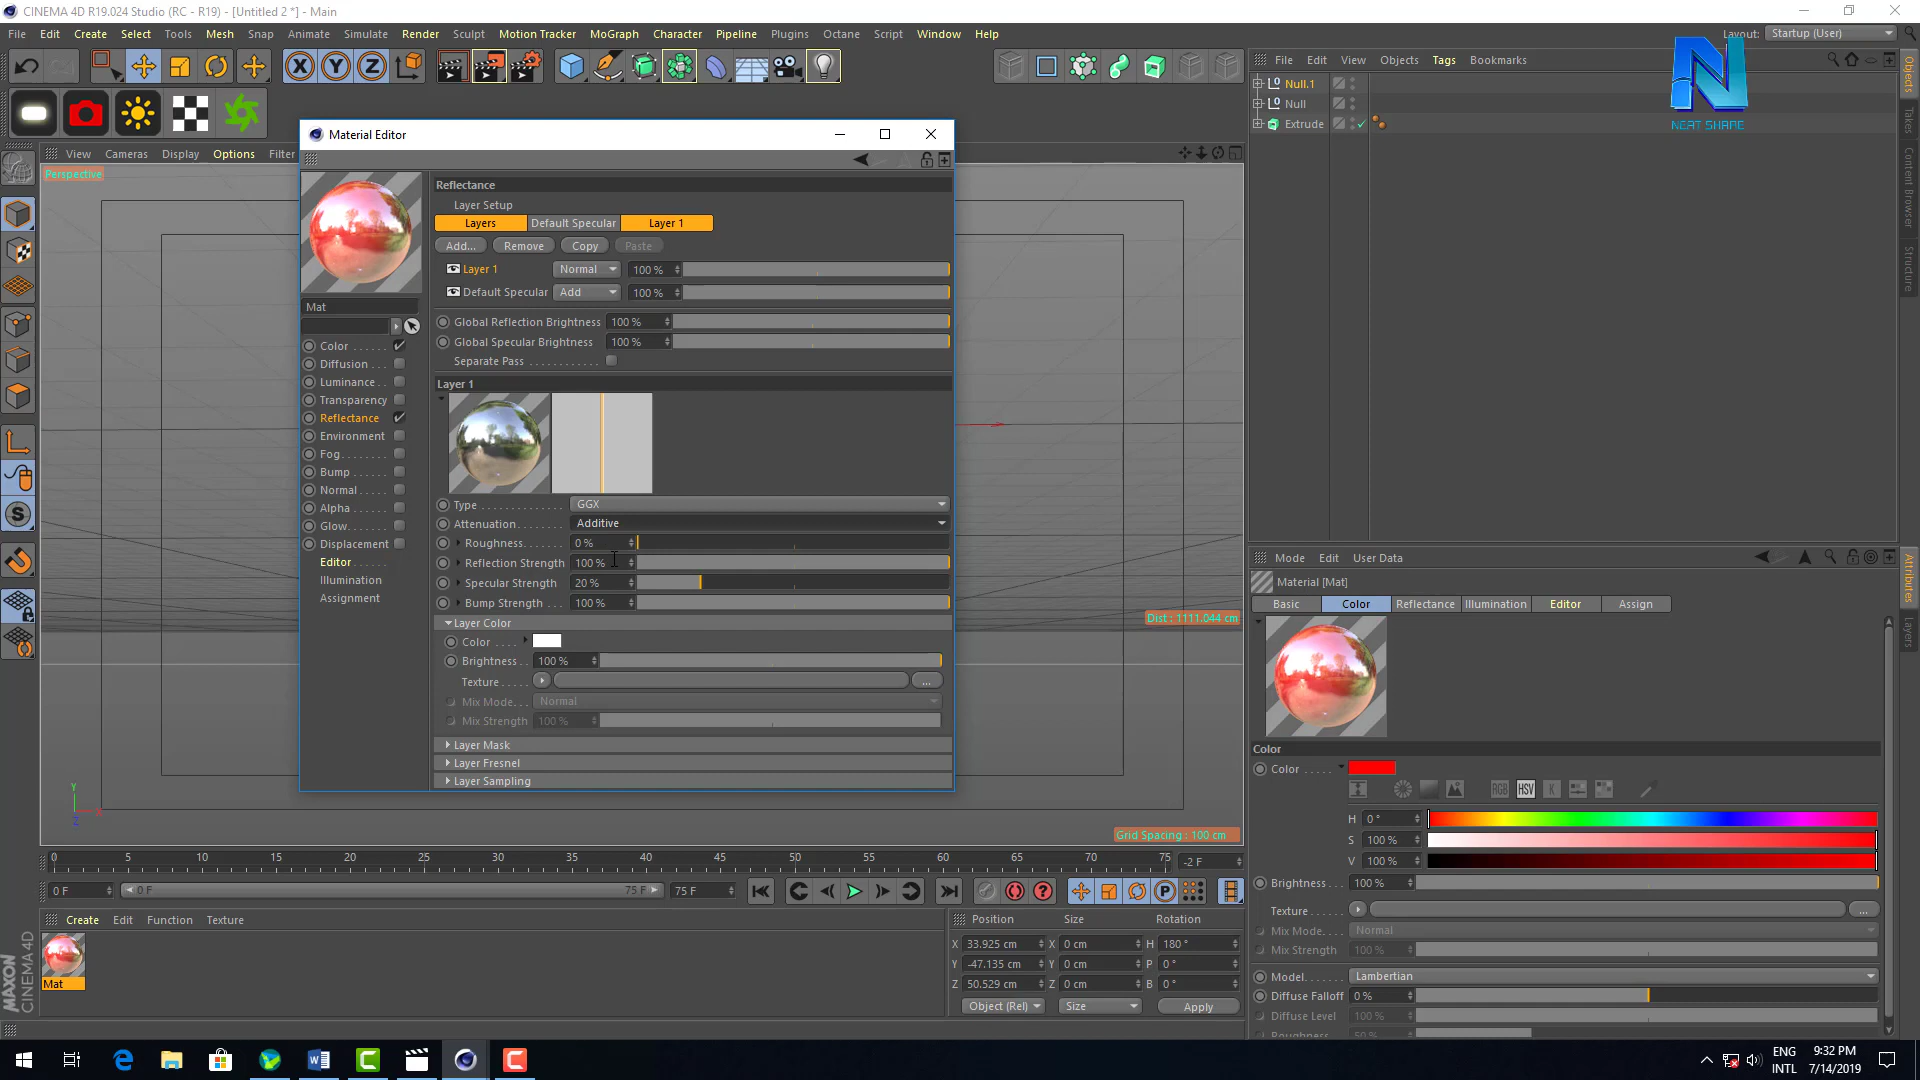 CINEMA 4D R19.024 Studio (RC - R19) - [Untitled 2 *] - Main
File Edit Create Select Tools Mesh Snap Animate Simulate Render Sculpt Motion Tracker MoGraph Character Pipeline Plugins Octane Script Window Help
Layout: Startup (User)
File Edit View Objects Tags Bookmarks
Null.1
Null
Extrude
NEAT SHARE
Objects
Takes
Content Browser
Structure
View Cameras Display Options Filter
Perspective
Material Editor
Reflectance
Layer Setup
Layers Default Specular Layer 1
Add... Remove Copy Paste
Layer 1 Normal 100 %
Default Specular Add 100 %
Mat
Global Reflection Brightness 100 %
Global Specular Brightness 100 %
Separate Pass
Color
Diffusion
Luminance
Transparency
Reflectance
Environment
Fog
Bump
Normal
Alpha
Glow
Displacement
Editor
Illumination
Assignment
Layer 1
Type GGX
Attenuation Additive
Roughness 0 %
Reflection Strength 100 %
Specular Strength 20 %
Bump Strength 100 %
Layer Color
Color
Brightness 100 %
Texture ...
Mix Mode Normal
Mix Strength 100 %
Layer Mask
Layer Fresnel
Layer Sampling
Dist : 1111.044 cm
Grid Spacing : 100 cm
Y
X
Z
Mode Edit User Data
Material [Mat]
Basic Color Reflectance Illumination Editor Assign
Attributes
Layers
Color
Color
RGB HSV K
H 0 °
S 100 %
V 100 %
Brightness 100 %
Texture ...
Mix Mode Normal
Mix Strength 100 %
Model Lambertian
Diffuse Falloff 0 %
Diffuse Level 100 %
Roughness 50 %
0 5 10 15 20 25 30 35 40 45 50 55 60 65 70 75 -2 F
0 F 0 F 75 F 75 F
Create Edit Function Texture
Mat
MAXON
CINEMA 4D
Position Size Rotation
X 33.925 cm X 0 cm H 180 °
Y -47.135 cm Y 0 cm P 0 °
Z 50.529 cm Z 0 cm B 0 °
Object (Rel) Size Apply
ENG
INTL
9:32 PM
7/14/2019